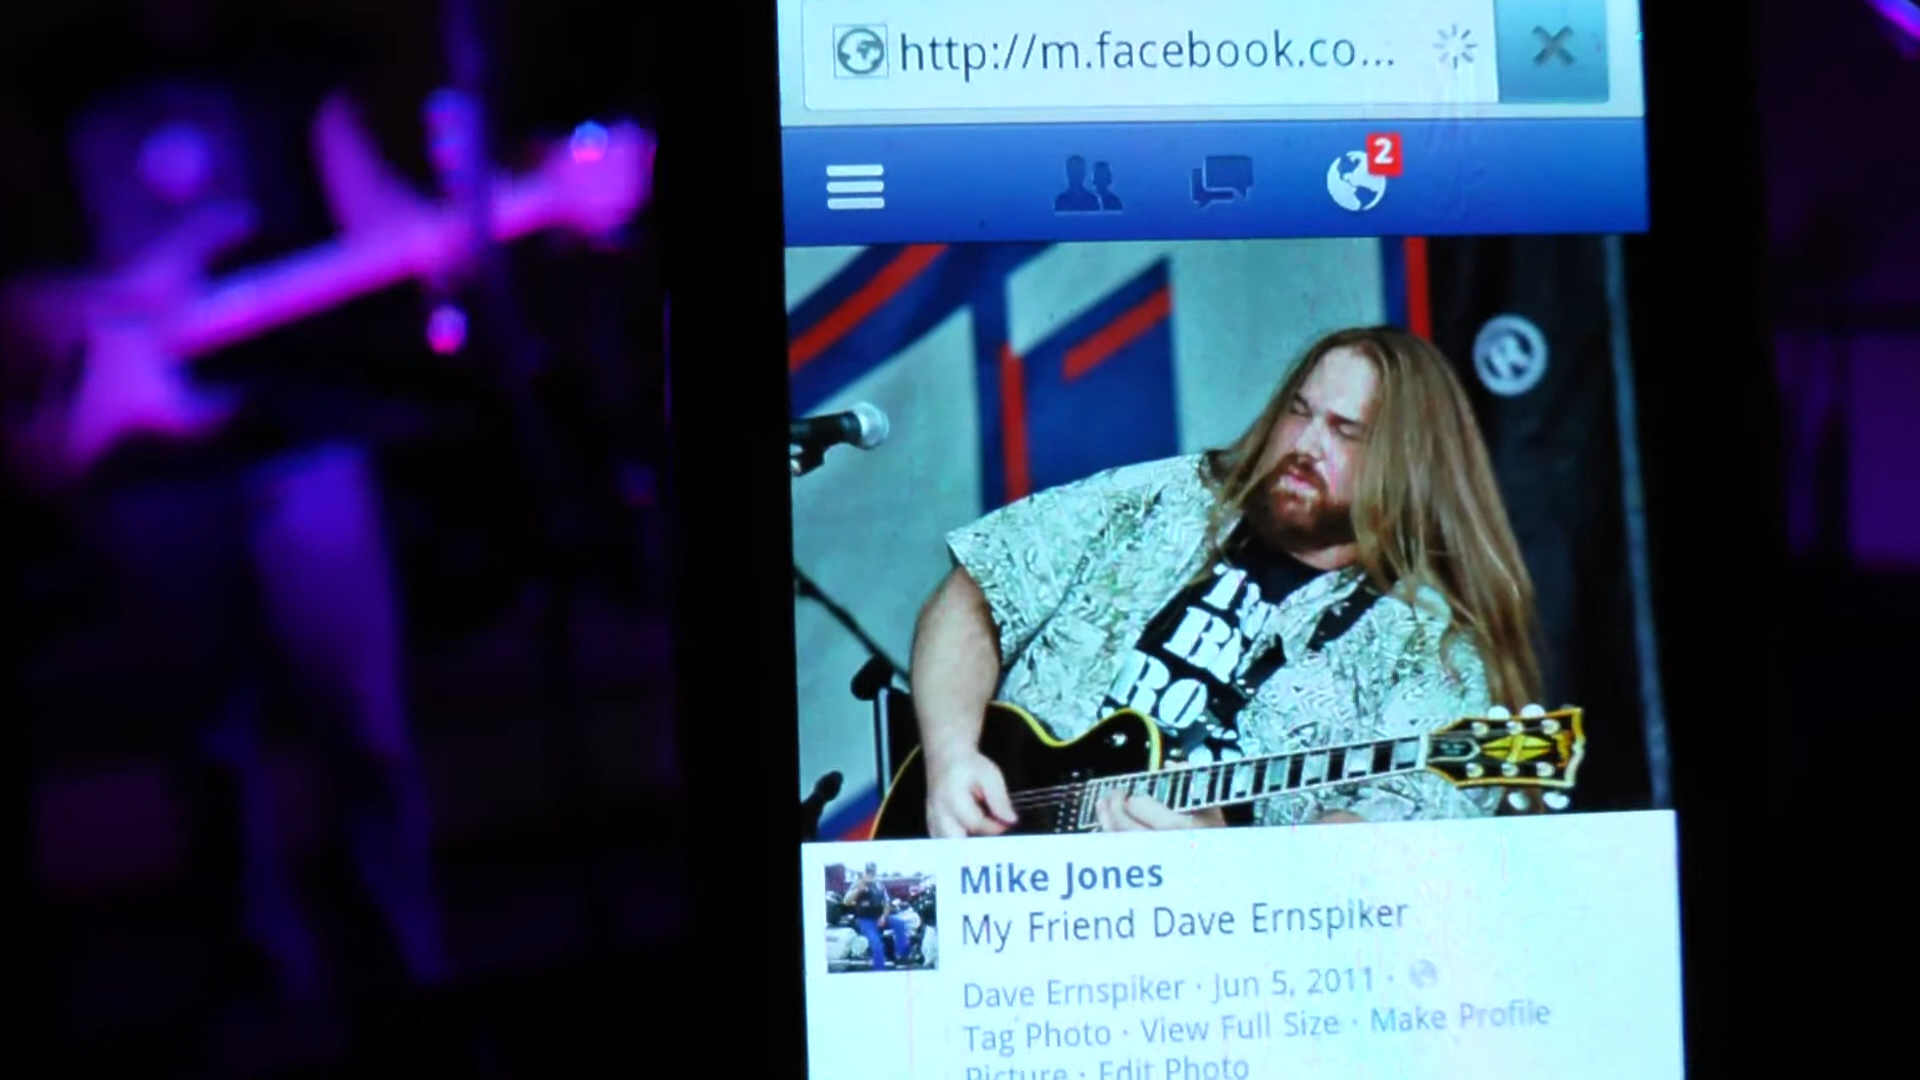 http://m.facebook.co...
2
BO
Mike Jones
My Friend Dave Ernspiker
Dave Ernspiker · Jun 5, 2011 ·
Tag Photo · View Full Size · Make Profile
Picture · Edit Photo